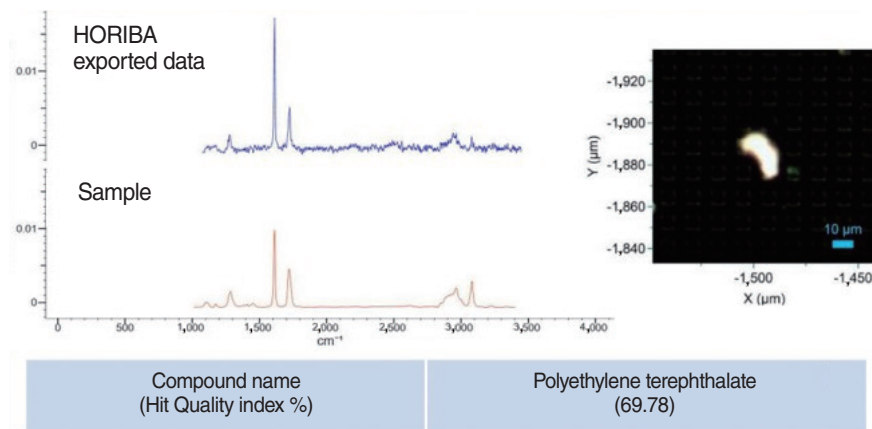 HORIBA
exported data
0.01
0
Sample
0.01
0
0
500
1,000
1,500
2,000
2,500
3,000
3,500
4,000
cm⁻¹
-1,920
-1,900
-1,880
-1,860
-1,840
Y (µm)
10 µm
-1,500
-1,450
X (µm)
Compound name
(Hit Quality index %)
Polyethylene terephthalate
(69.78)